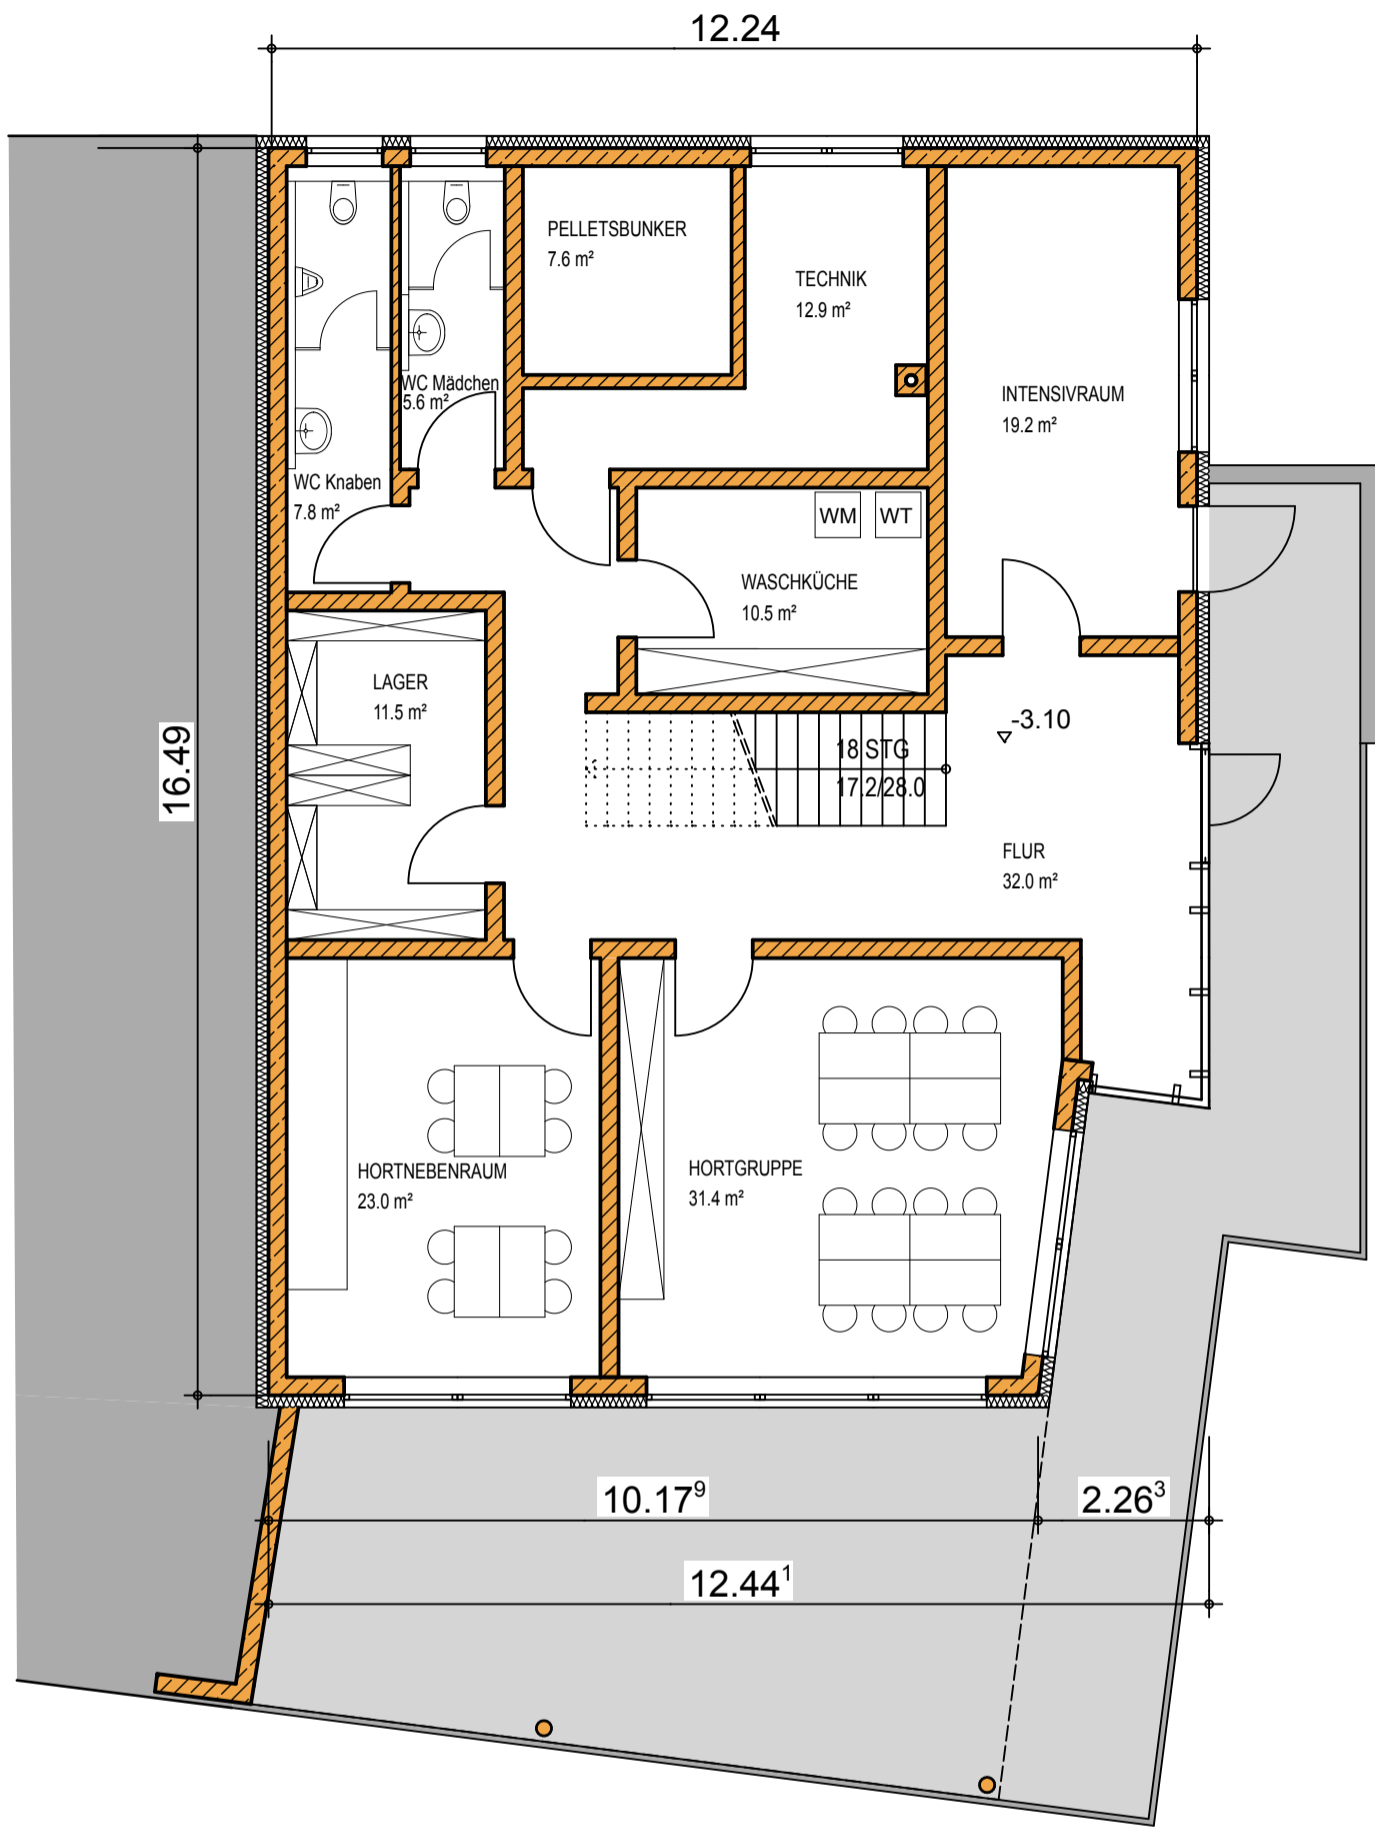 12.24
PELLETSBUNKER
7.6 m²
TECHNIK
12.9 m²
WC Mädchen
5.6 m²
INTENSIVRAUM
19.2 m²
WC Knaben
7.8 m²
WM
WT
WASCHKÜCHE
10.5 m²
LAGER
11.5 m²
-3.10
18 STG
17.2/28.0
16.49
FLUR
32.0 m²
HORTNEBENRAUM
23.0 m²
HORTGRUPPE
31.4 m²
10.17⁹
2.26³
12.44¹